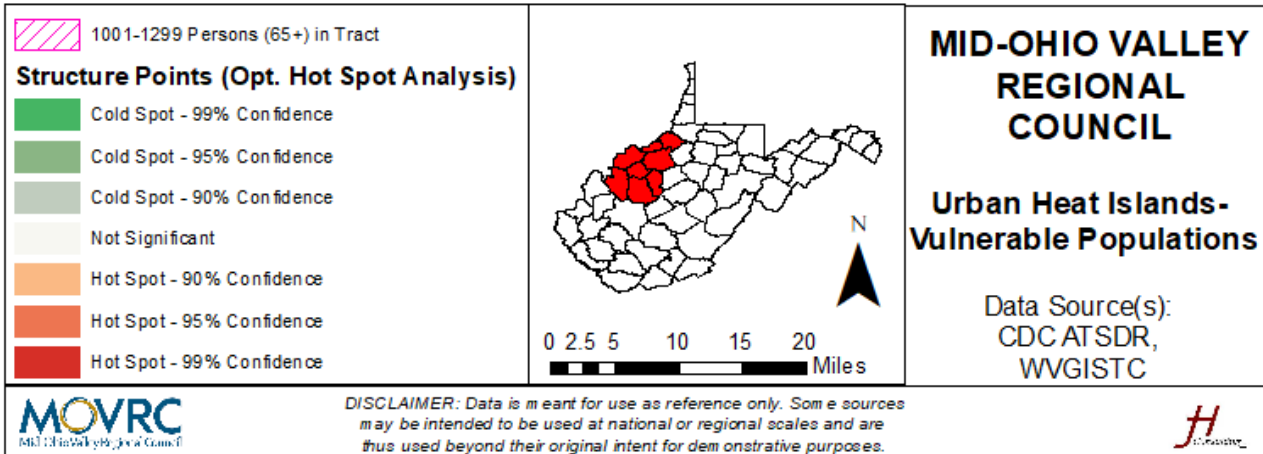 1001-1299 Persons (65+) in Tract
Structure Points (Opt. Hot Spot Analysis)
Cold Spot - 99% Confidence
Cold Spot - 95% Confidence
Cold Spot - 90% Confidence
Not Significant
Hot Spot - 90% Confidence
Hot Spot - 95% Confidence
Hot Spot - 99% Confidence
N
0 2.5 5 10 15 20
Miles
MID-OHIO VALLEY
REGIONAL
COUNCIL
Urban Heat Islands-
Vulnerable Populations
Data Source(s):
CDC ATSDR,
WVGISTC
MOVRC
Mid-Ohio Valley Regional Council
DISCLAIMER: Data is meant for use as reference only. Some sources
may be intended to be used at national or regional scales and are
thus used beyond their original intent for demonstrative purposes.
H